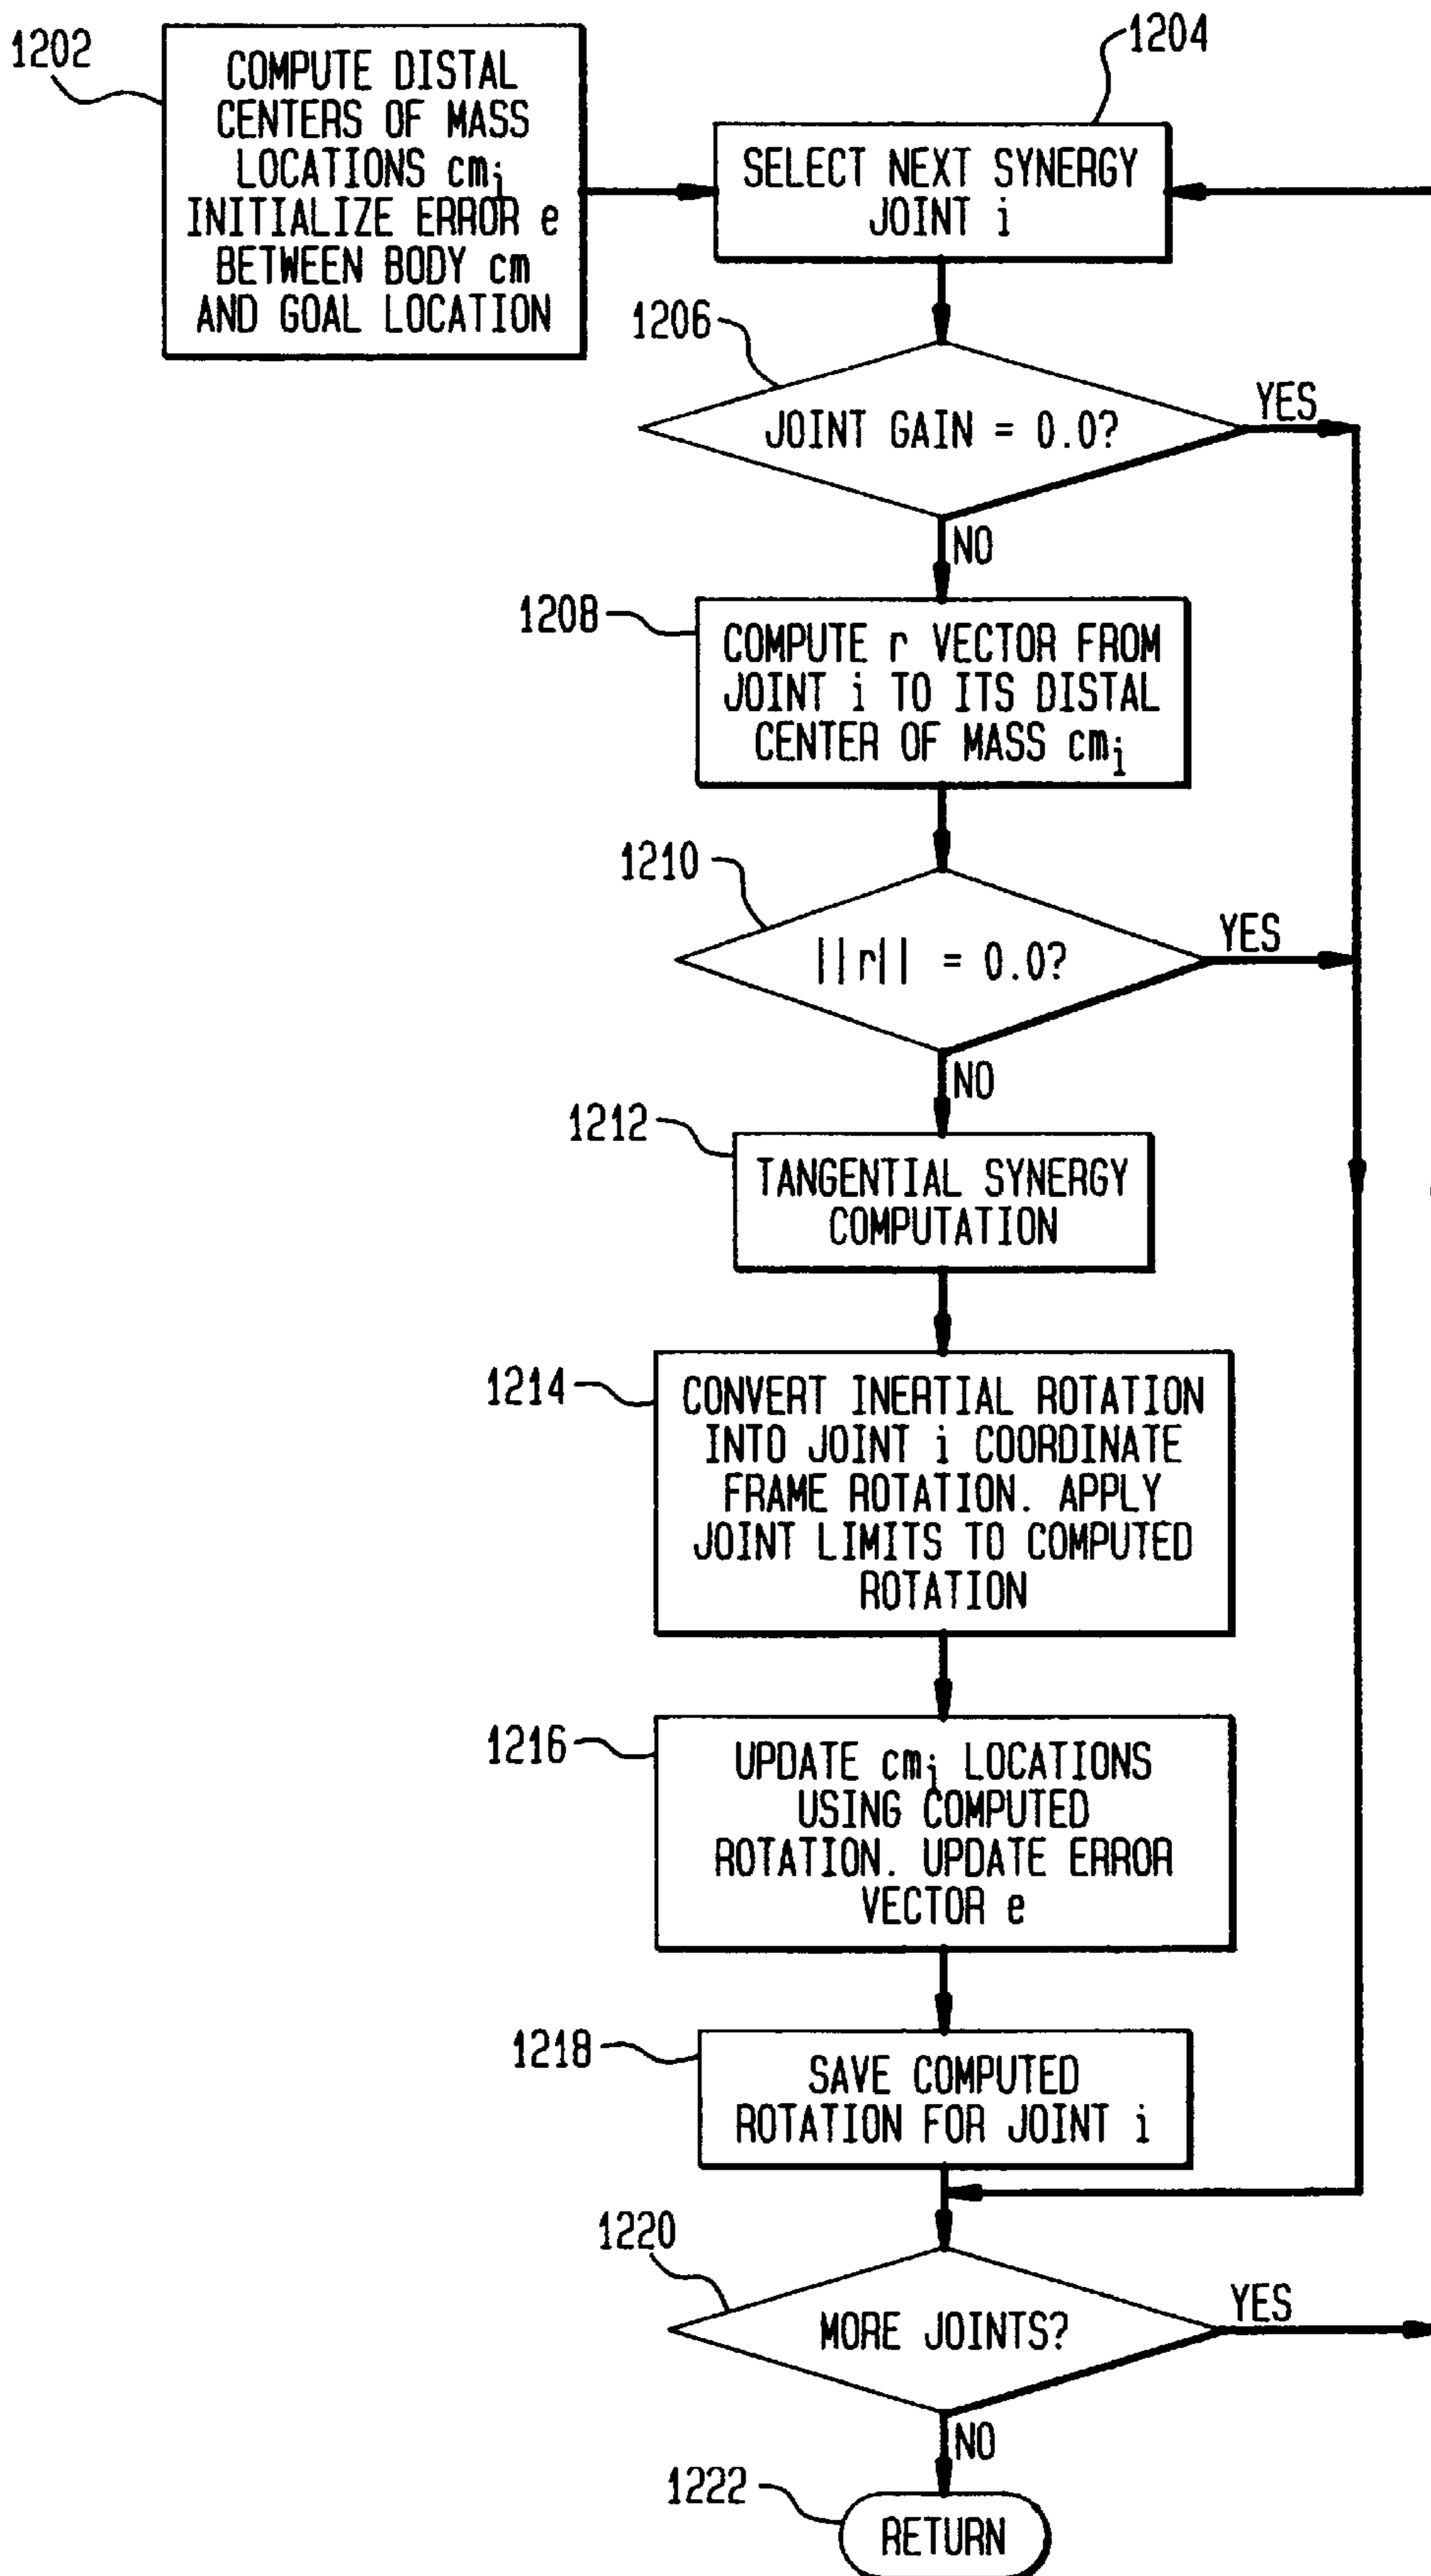 1202
COMPUTE DISTAL
CENTERS OF MASS
LOCATIONS cmi
INITIALIZE ERROR e
BETWEEN BODY cm
AND GOAL LOCATION
1204
SELECT NEXT SYNERGY
JOINT i
1206
JOINT GAIN = 0.0?
YES
NO
1208
COMPUTE r VECTOR FROM
JOINT i TO ITS DISTAL
CENTER OF MASS cmi
1210
||r|| = 0.0?
YES
NO
1212
TANGENTIAL SYNERGY
COMPUTATION
1214
CONVERT INERTIAL ROTATION
INTO JOINT i COORDINATE
FRAME ROTATION. APPLY
JOINT LIMITS TO COMPUTED
ROTATION
1216
UPDATE cmi LOCATIONS
USING COMPUTED
ROTATION. UPDATE ERROR
VECTOR e
1218
SAVE COMPUTED
ROTATION FOR JOINT i
1220
MORE JOINTS?
YES
NO
1222
RETURN